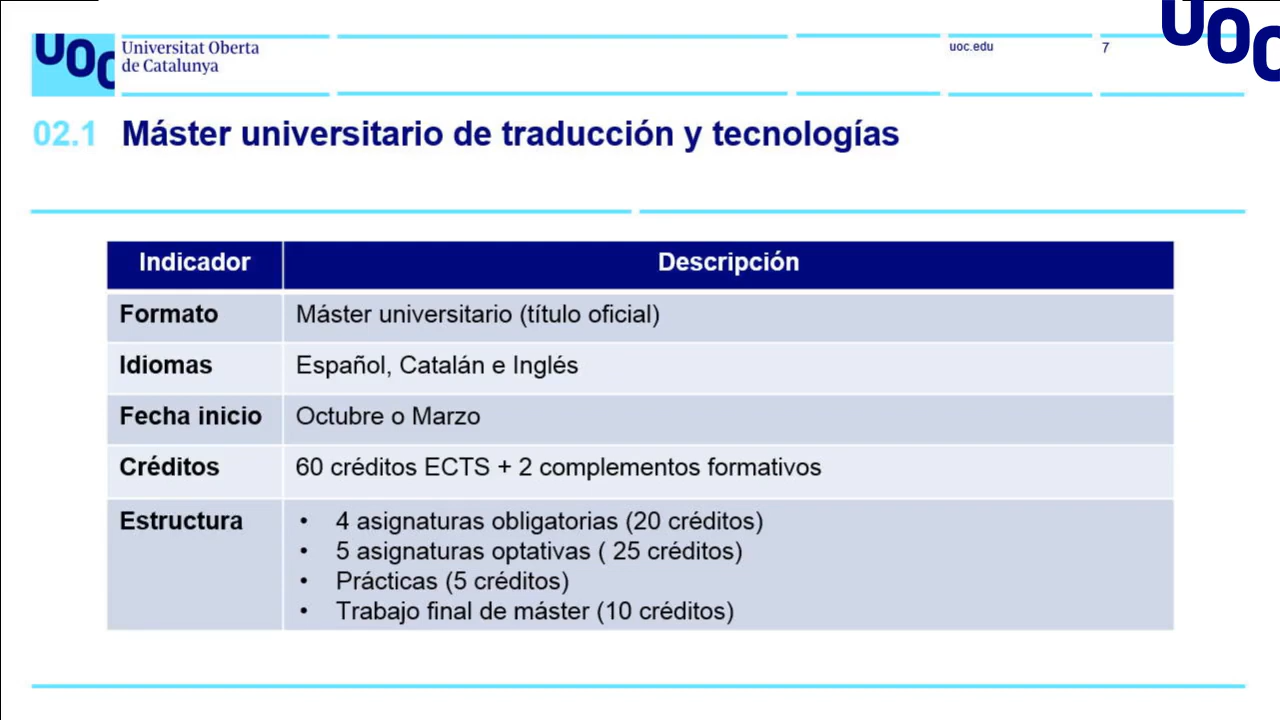 UOC
Universitat Oberta
de Catalunya
uoc.edu
7
UOC
02.1 Máster universitario de traducción y tecnologías
Indicador Descripción
Formato Máster universitario (título oficial)
Idiomas Español, Catalán e Inglés
Fecha inicio Octubre o Marzo
Créditos 60 créditos ECTS + 2 complementos formativos
Estructura • 4 asignaturas obligatorias (20 créditos)
• 5 asignaturas optativas ( 25 créditos)
• Prácticas (5 créditos)
• Trabajo final de máster (10 créditos)